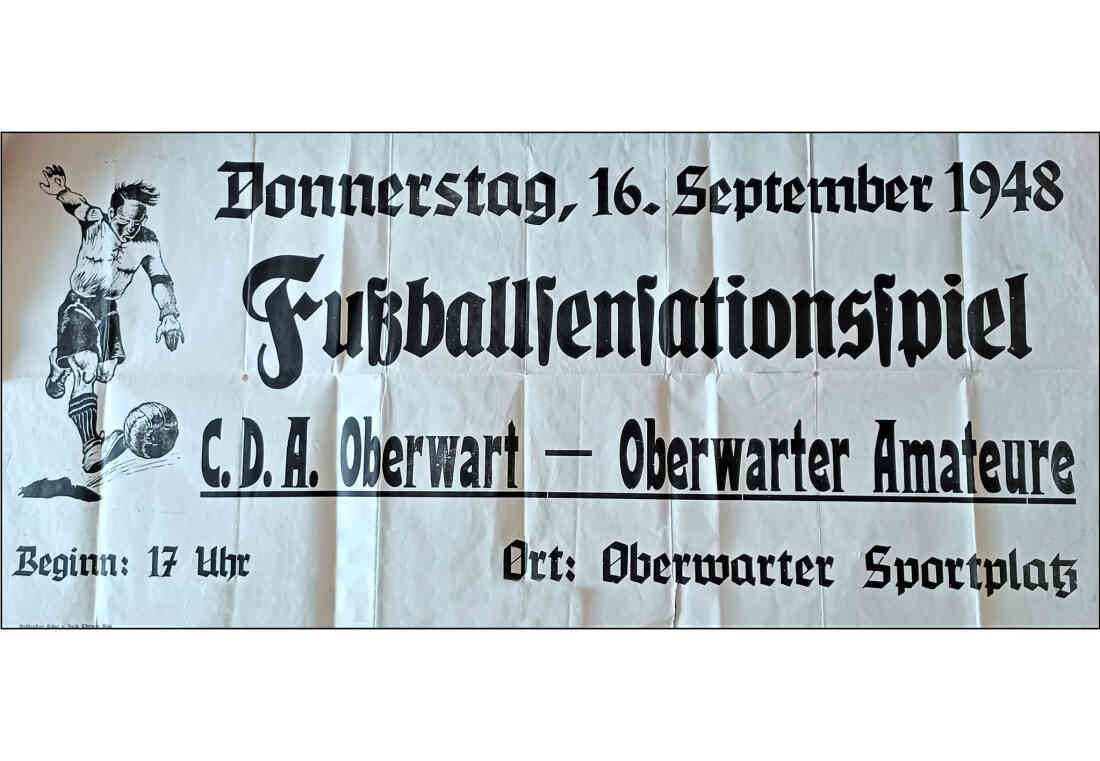 Donnerstag, 16. September 1948
Fußballsensationsspiel
C.D.A. Oberwart — Oberwarter Amateure
Beginn: 17 Uhr
Ort: Oberwarter Sportplatz